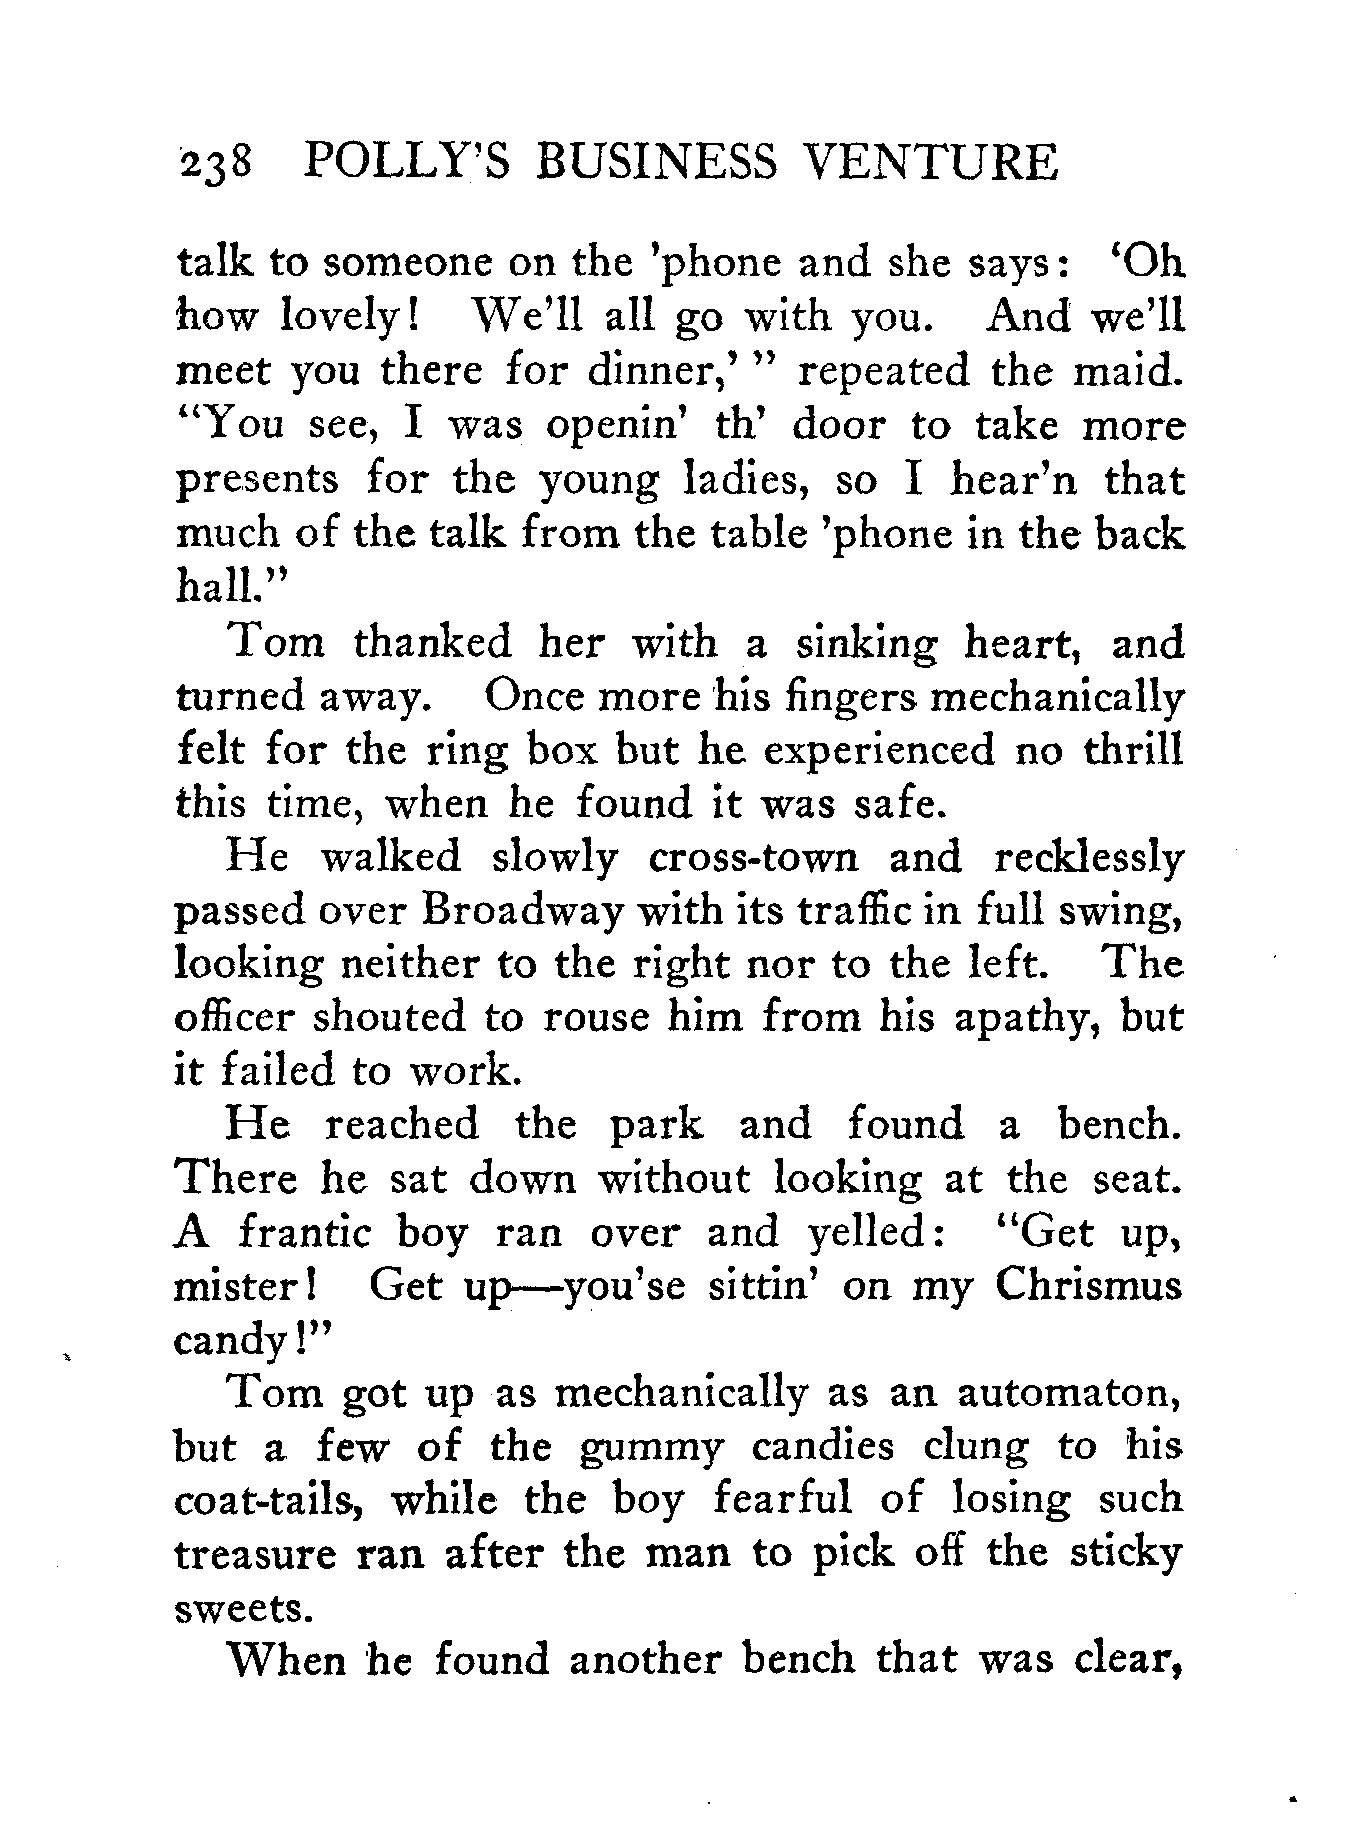 238 POLLY'S BUSINESS VENTURE
talk to someone on the 'phone and she says: 'Oh
how lovely! We'll all go with you. And we'll
meet you there for dinner,' " repeated the maid.
"You see, I was openin' th' door to take more
presents for the young ladies, so I hear'n that
much of the talk from the table 'phone in the back
hall."
Tom thanked her with a sinking heart, and
turned away. Once more his fingers mechanically
felt for the ring box but he experienced no thrill
this time, when he found it was safe.
He walked slowly cross-town and recklessly
passed over Broadway with its traffic in full swing,
looking neither to the right nor to the left. The
officer shouted to rouse him from his apathy, but
it failed to work.
He reached the park and found a bench.
There he sat down without looking at the seat.
A frantic boy ran over and yelled: "Get up,
mister! Get up—you'se sittin' on my Chrismus
candy!"
Tom got up as mechanically as an automaton,
but a few of the gummy candies clung to his
coat-tails, while the boy fearful of losing such
treasure ran after the man to pick off the sticky
sweets.
When he found another bench that was clear,